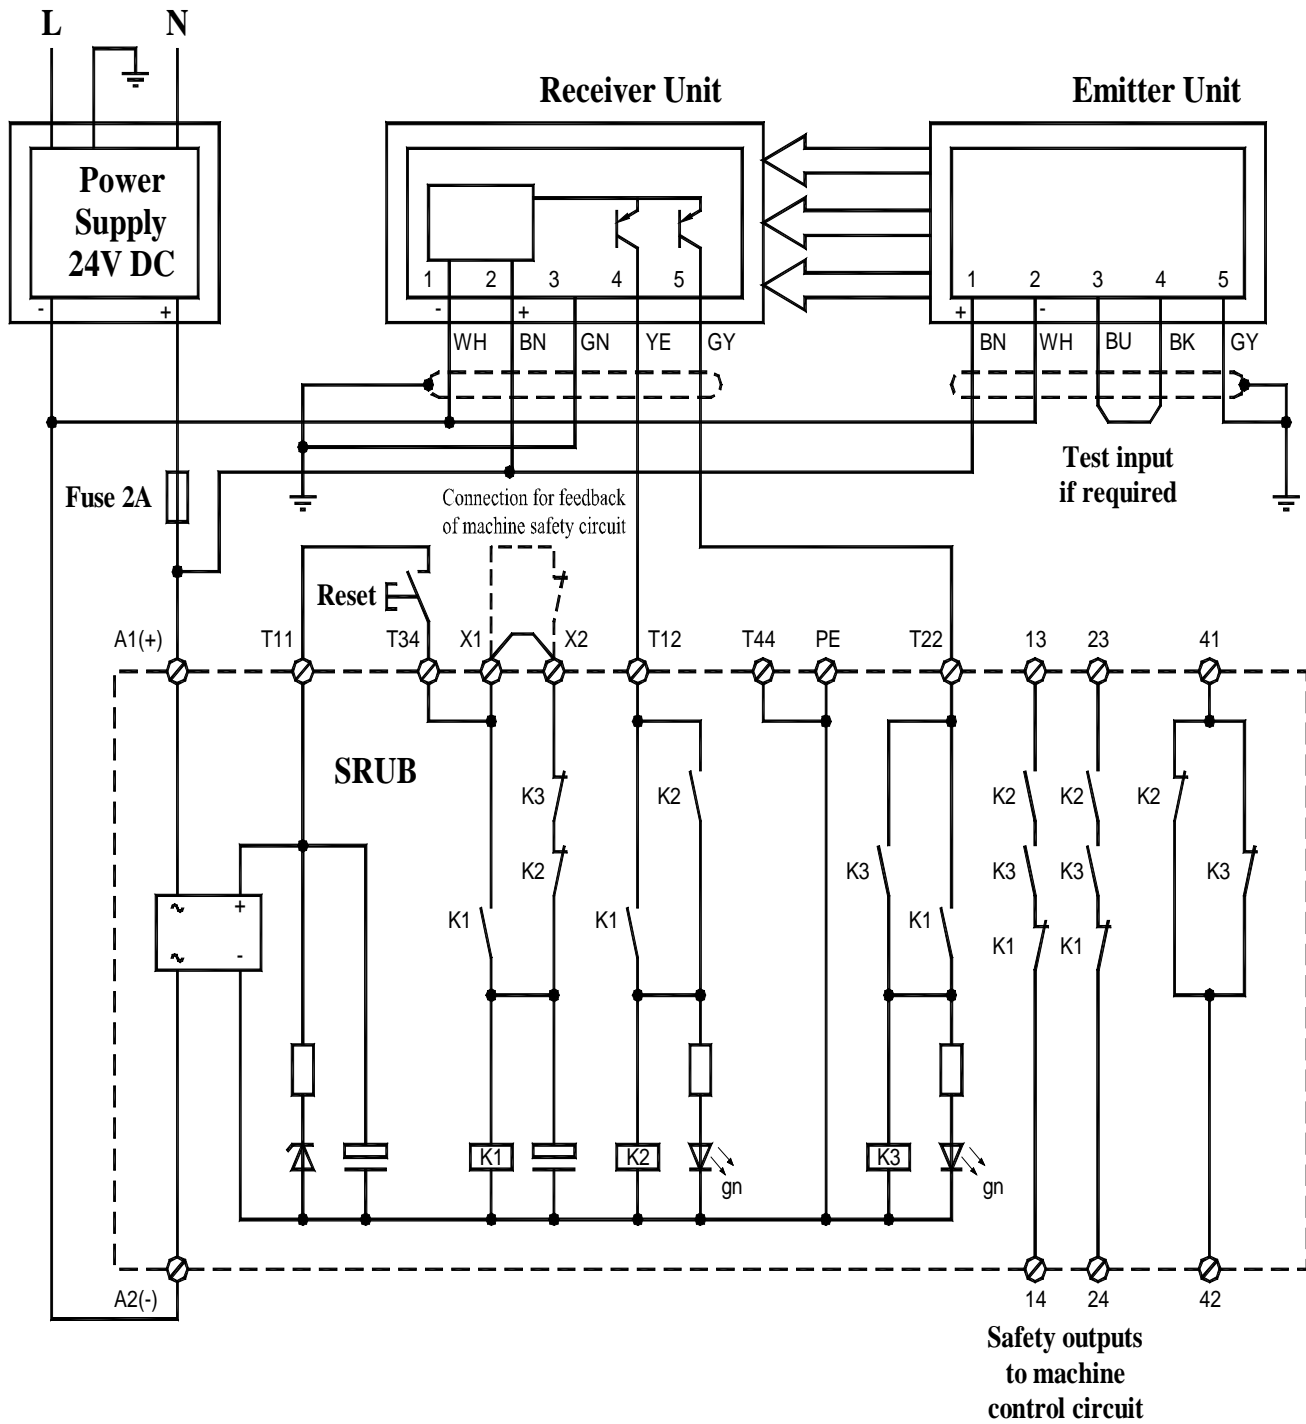 L N
Receiver Unit Emitter Unit
Power
Supply
24V DC
1 2 3 4 5 1 2 3 4 5
- + - + + -
WH BN GN YE GY BN WH BU BK GY
Test input
if required
Fuse 2A
Connection for feedback
of machine safety circuit
Reset
A1(+) T11 T34 X1 X2 T12 T44 PE T22 13 23 41
SRUB
K3 K2 K2 K2 K2
K2 K3 K3 K3 K3
+
K1 K1 K1 K1 K1
-
K1 K2 K3
gn gn
A2(-) 14 24 42
Safety outputs
to machine
control circuit